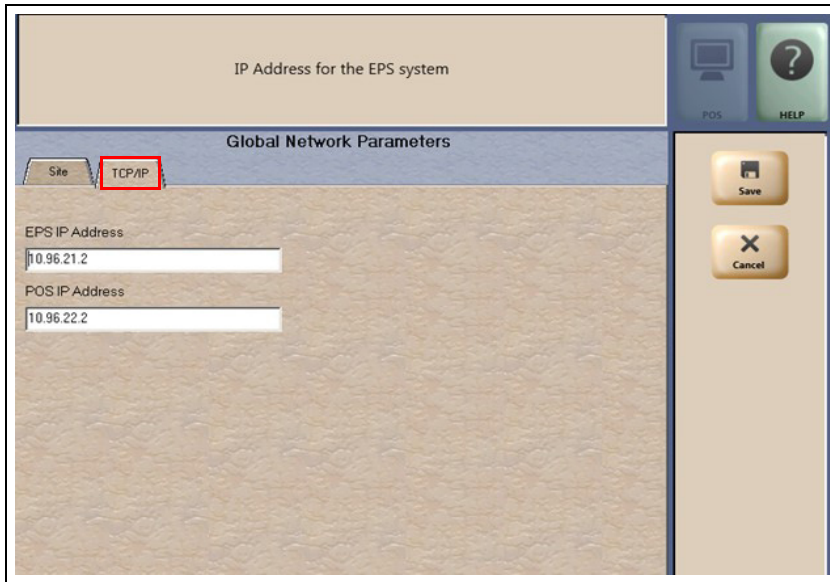 IP Address for the EPS system
POS
HELP
Global Network Parameters
Site
TCP/IP
Save
EPS IP Address
10.96.21.2
Cancel
POS IP Address
10.96.22.2